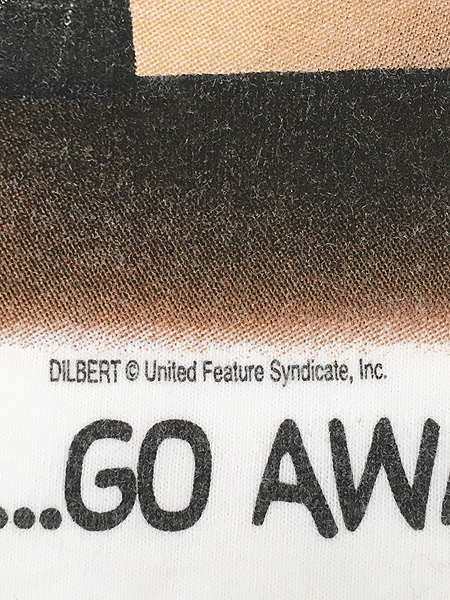 DILBERT © United Feature Syndicate, Inc.
...GO AW